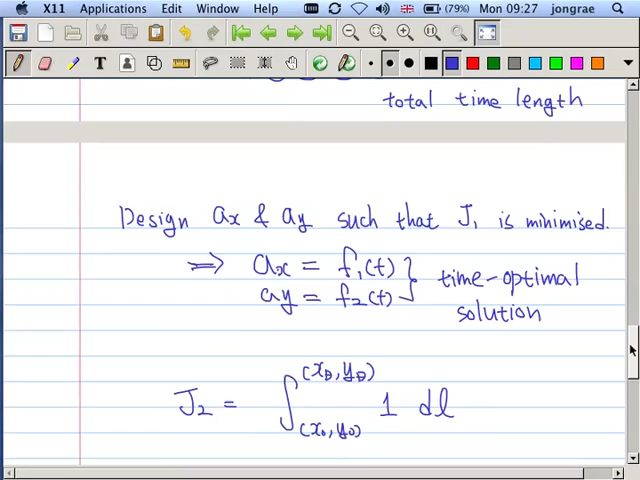 X11 Applications Edit Window Help (79%) Mon 09:27 jongrae
total time length
Design ax & ay such that J1 is minimised.
⟹ ax = f1(t)
ay = f2(t)
} time-optimal
solution
J2 = ∫ 1 dl
(xD, yD)
(x0, y0)